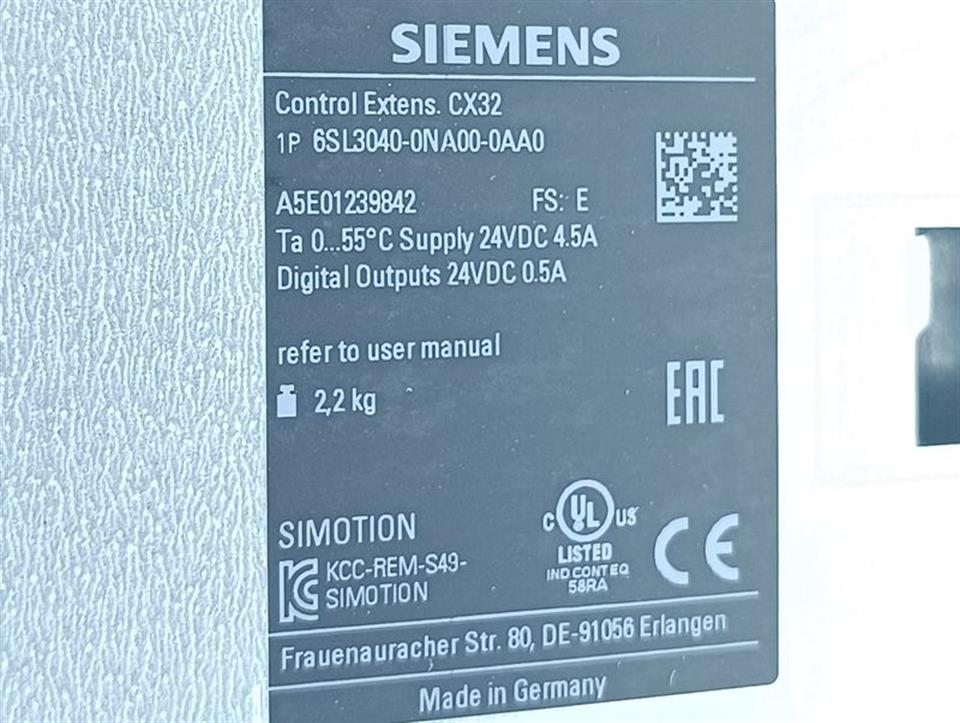 SIEMENS
Control Extens. CX32
1P 6SL3040-0NA00-0AA0
A5E01239842 FS: E
Ta 0...55°C Supply 24VDC 4.5A
Digital Outputs 24VDC 0.5A
refer to user manual
2,2 kg
EAC
SIMOTION
C UL US
LISTED
IND CONT EQ
58RA
CE
KCC-REM-S49-
SIMOTION
Frauenauracher Str. 80, DE-91056 Erlangen
Made in Germany